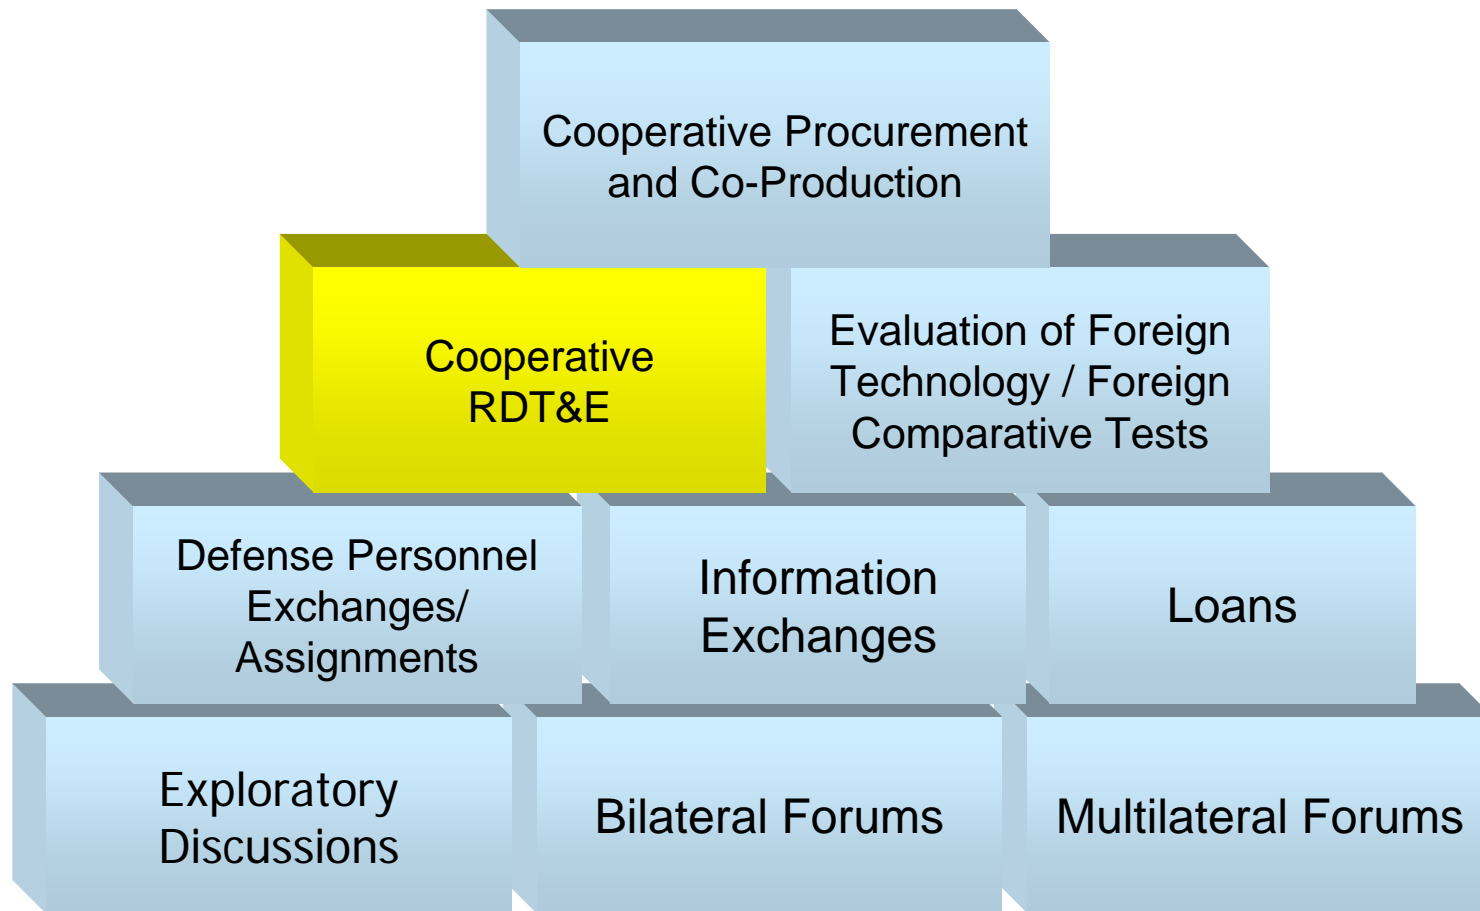 Cooperative Procurement
and Co-Production
Cooperative
RDT&E
Evaluation of Foreign
Technology / Foreign
Comparative Tests
Defense Personnel
Exchanges/
Assignments
Information
Exchanges
Loans
Exploratory
Discussions
Bilateral Forums
Multilateral Forums